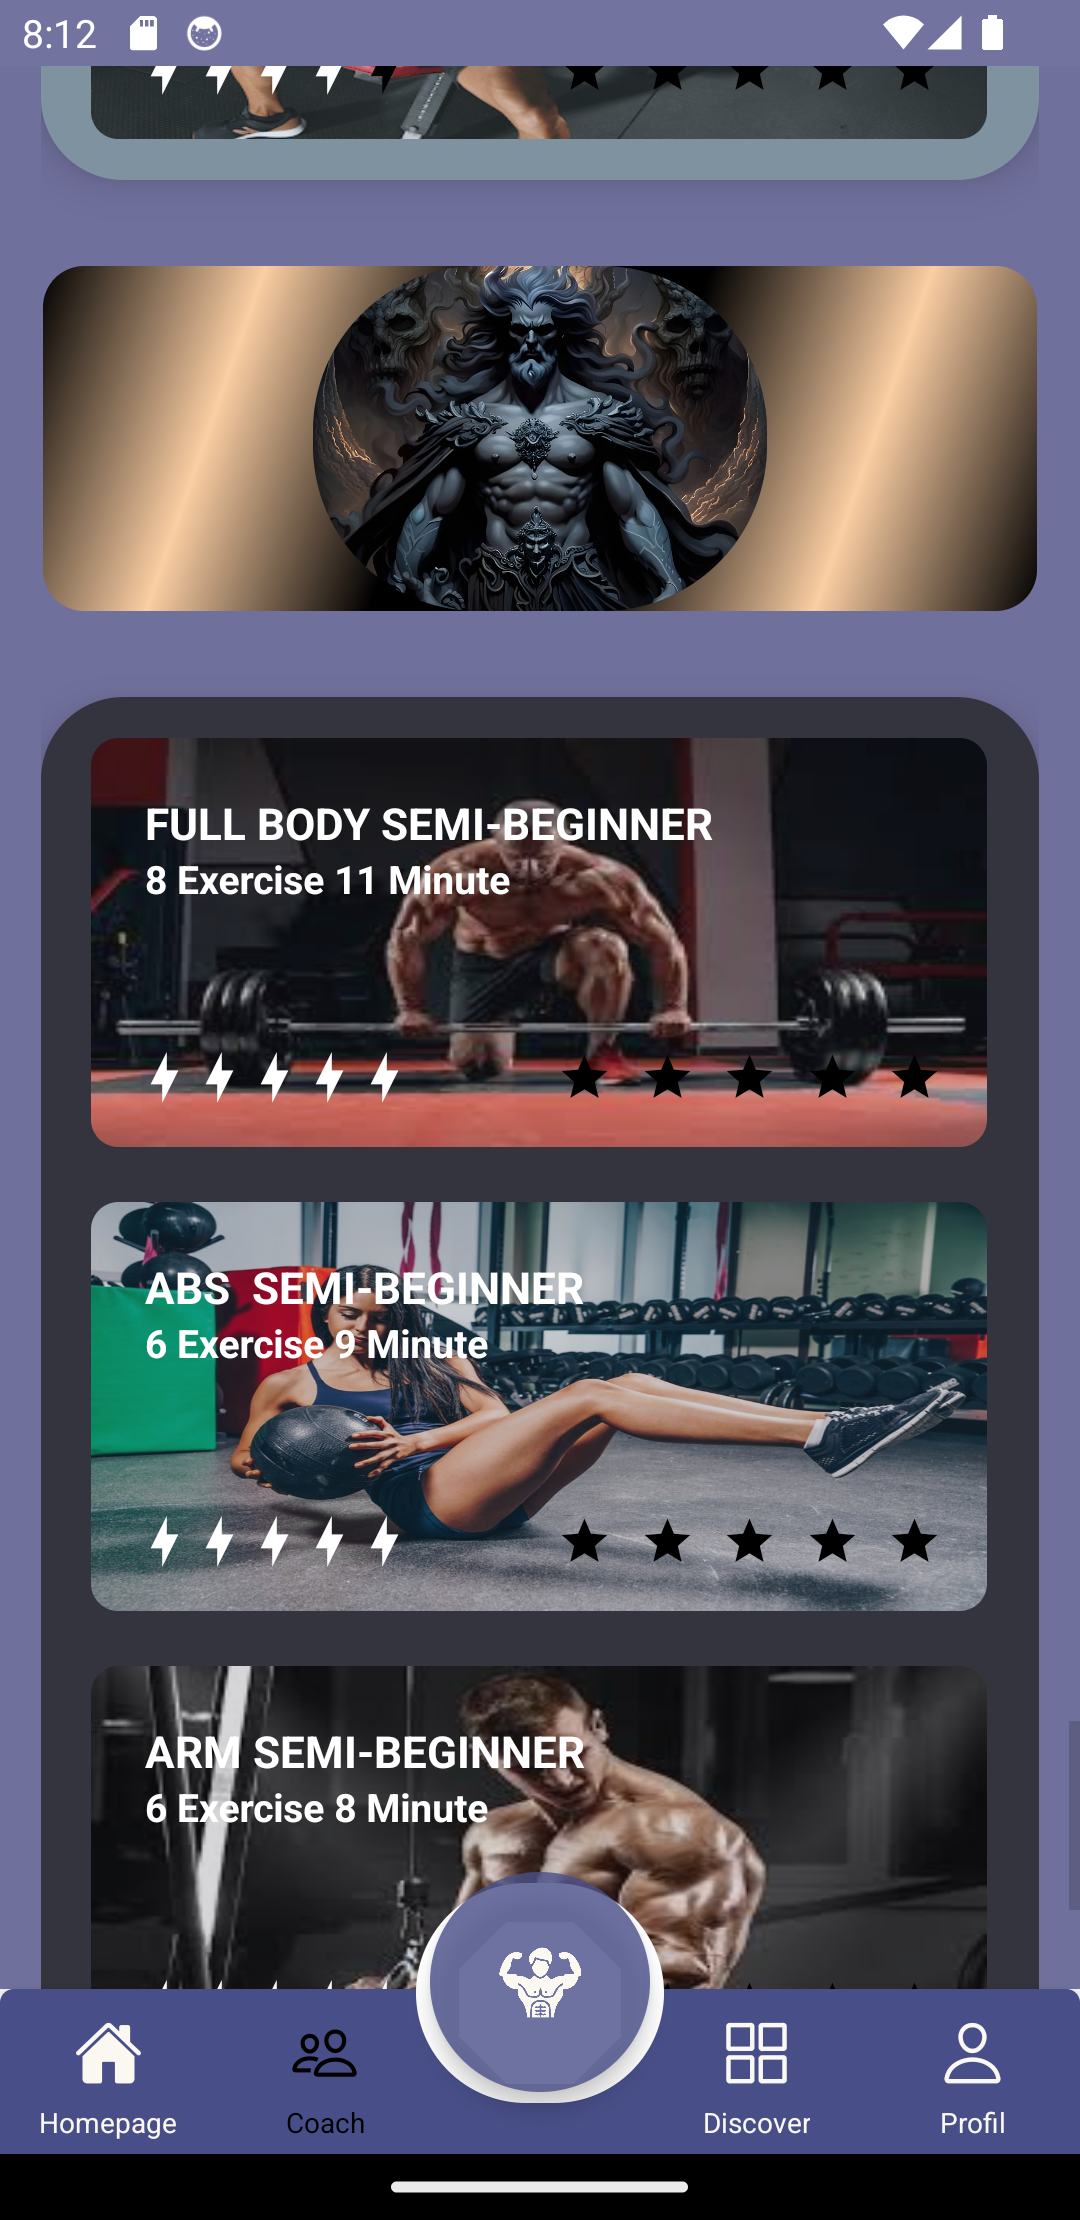 8:12
FULL BODY SEMI-BEGINNER
8 Exercise 11 Minute
ABS  SEMI-BEGINNER
6 Exercise 9 Minute
ARM SEMI-BEGINNER
6 Exercise 8 Minute
Homepage
Coach
Discover
Profil